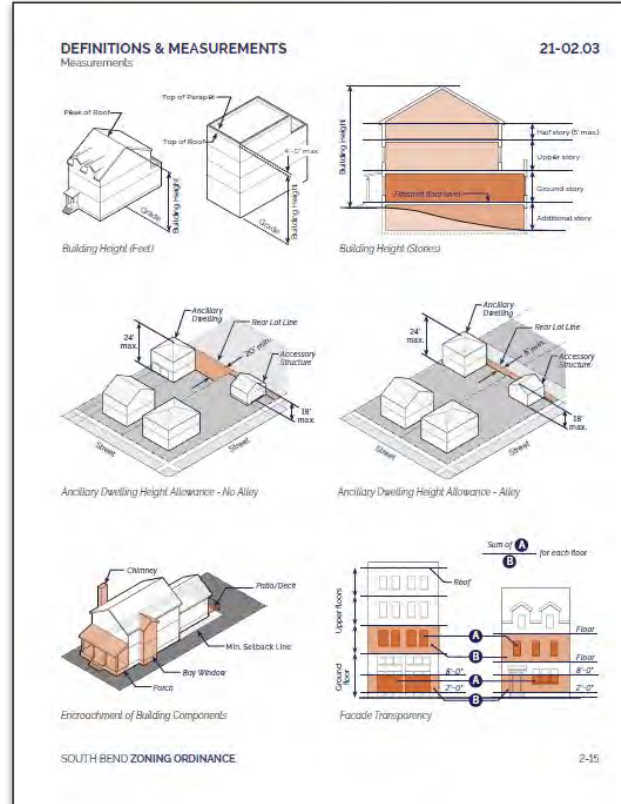 DEFINITIONS & MEASUREMENTS
21-02.03
Measurements
Peak of Roof
Top of Parapet
Top of Roof
Building Height
Grade
Building Height
Grade
max
Building Height (Feet)
Building Height
Half story (5' max.)
Upper story
Ground story
Additional story
Finished floor level
Building Height (Stories)
Ancillary
Dwelling
Rear Lot Line
20' min.
Accessory
Structure
24'
max.
18'
max.
Street
Street
Ancillary Dwelling Height Allowance - No Alley
Ancillary
Dwelling
Rear Lot Line
5' min.
Accessory
Structure
24'
max.
18'
max.
Street
Street
Ancillary Dwelling Height Allowance - Alley
Chimney
Patio/Deck
Min. Setback Line
Bay Window
Porch
Encroachment of Building Components
Sum of A
B
for each floor
Roof
Upper floors
Ground
floor
A
B
8'-0"
A
2'-0"
B
Floor
Floor
8'-0"
2'-0"
Facade Transparency
SOUTH BEND ZONING ORDINANCE
2-15